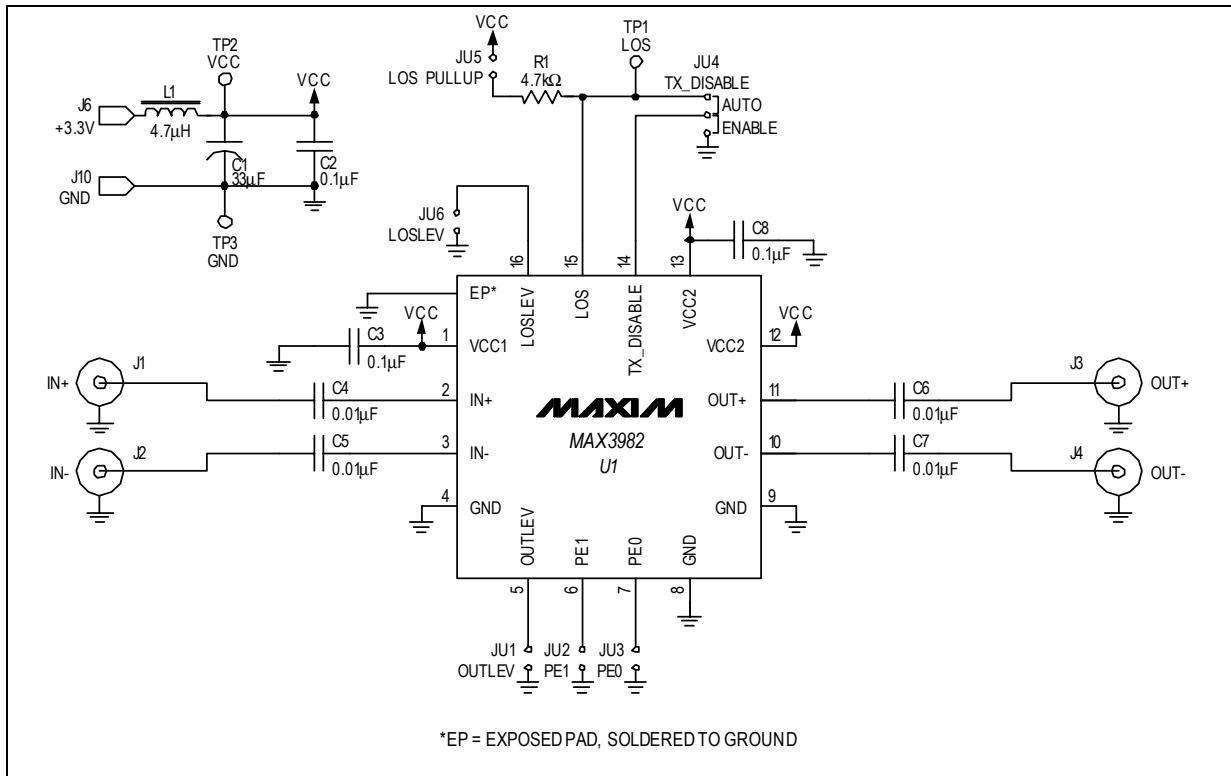 VCC
TP1
LOS
TP2
VCC
JU5
LOS PULLUP
R1
4.7kΩ
JU4
TX_DISABLE
AUTO
ENABLE
J6
+3.3V
L1
4.7µH
VCC
C1
33µF
C2
0.1µF
J10
GND
TP3
GND
JU6
LOSLEV
VCC
C8
0.1µF
16
15
14
13
EP*
LOSLEV
LOS
TX_DISABLE
VCC2
C3
0.1µF
VCC
1
VCC1
VCC2
12
VCC
J1
IN+
C4
0.01µF
2
IN+
MAXIM
MAX3982
U1
OUT+
11
C6
0.01µF
J3
OUT+
J2
IN-
C5
0.01µF
3
IN-
OUT-
10
C7
0.01µF
J4
OUT-
4
GND
GND
9
OUTLEV
PE1
PE0
GND
5
6
7
8
JU1
OUTLEV
JU2
PE1
JU3
PE0
*EP = EXPOSED PAD, SOLDERED TO GROUND